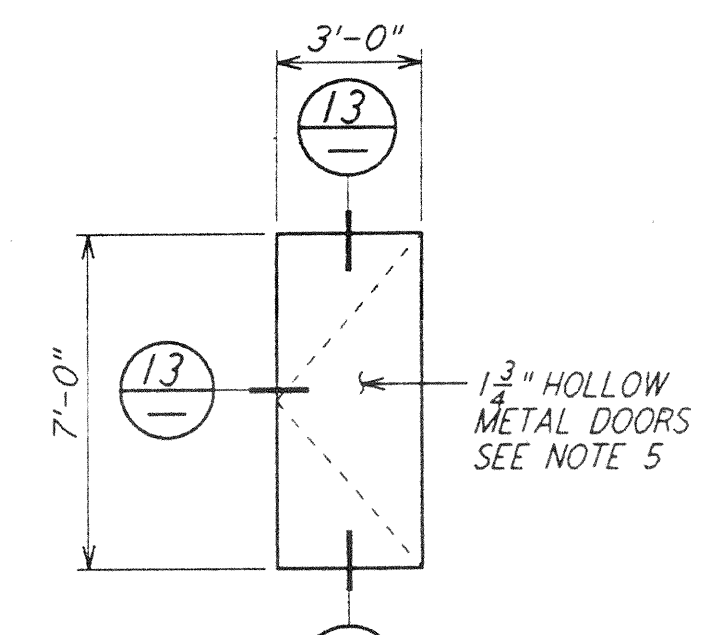 3'-0"
13
—
7'-0"
13
—
1 3/4" HOLLOW
METAL DOORS
SEE NOTE 5